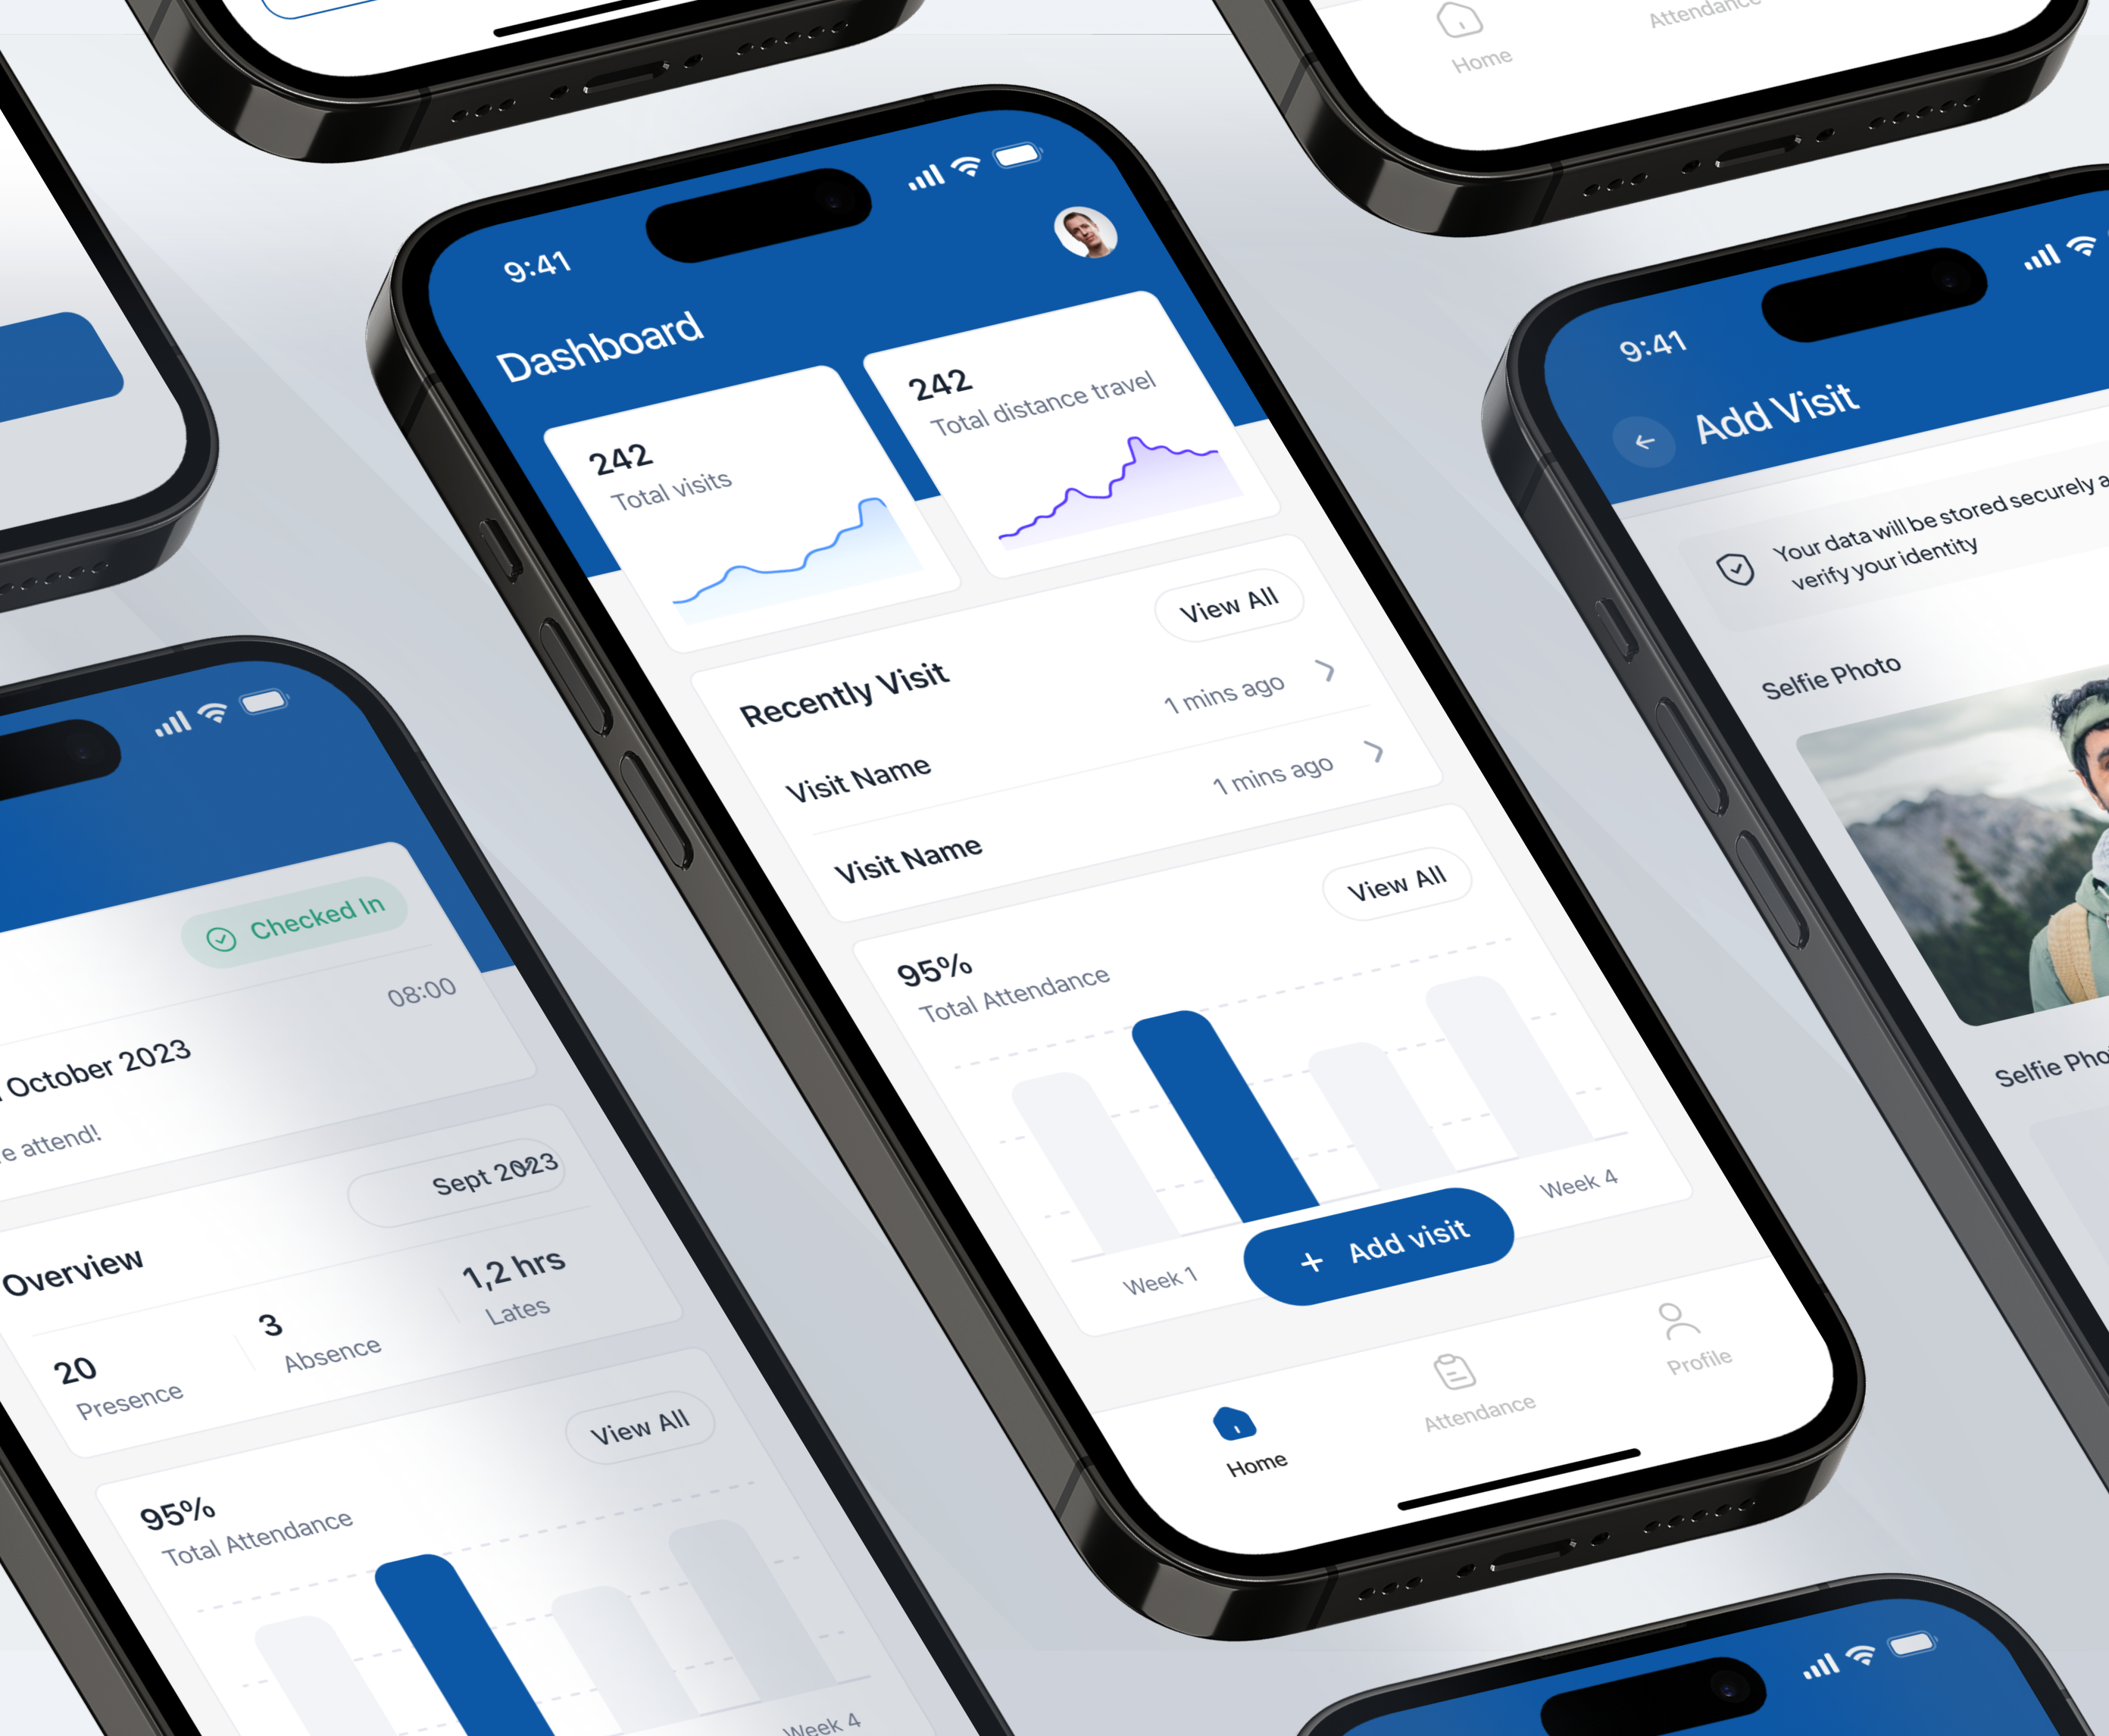 Home
Attendance
9:41
Dashboard
242
Total visits
242
Total distance travel
Recently Visit
View All
Visit Name
1 mins ago
Visit Name
1 mins ago
95%
Total Attendance
View All
Week 1
Week 4
Add visit
Home
Attendance
Profile
9:41
Add Visit
Your data will be stored securely
verify your identity
Selfie Photo
Selfie Pho
Checked In
October 2023
08:00
e attend!
Overview
Sept 2023
20
Presence
3
Absence
1,2 hrs
Lates
95%
Total Attendance
View All
Week 4